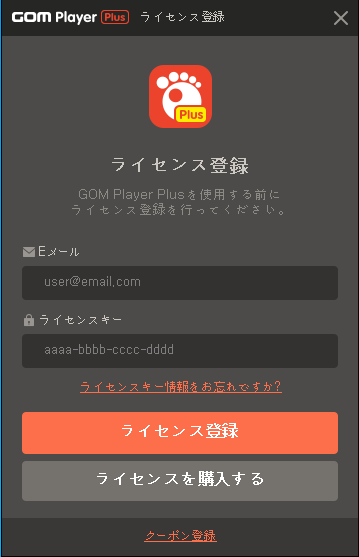 GOM Player Plus ライセンス登録
Plus
ライセンス登録
GOM Player Plusを使用する前に
ライセンス登録を行ってください。
Eメール
user@email.com
ライセンスキー
aaaa-bbbb-cccc-dddd
ライセンスキー情報をお忘れですか?
ライセンス登録
ライセンスを購入する
クーポン登録